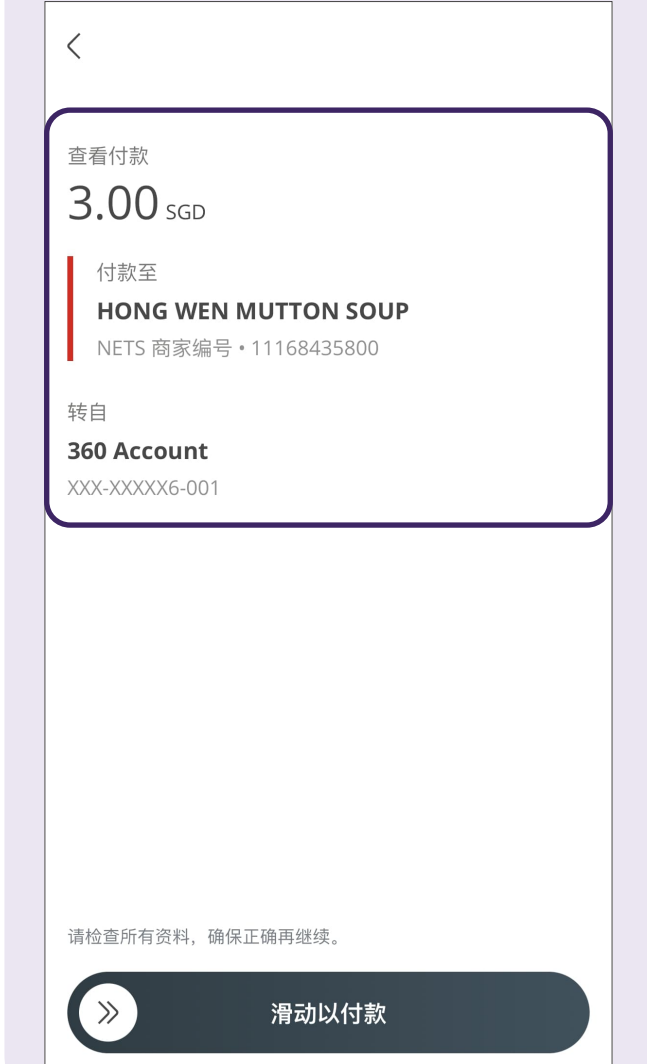 查看付款
3.00 SGD
付款至
HONG WEN MUTTON SOUP
NETS 商家编号 • 11168435800
转自
360 Account
XXX-XXXXX6-001
请检查所有资料，确保正确再继续。
滑动以付款